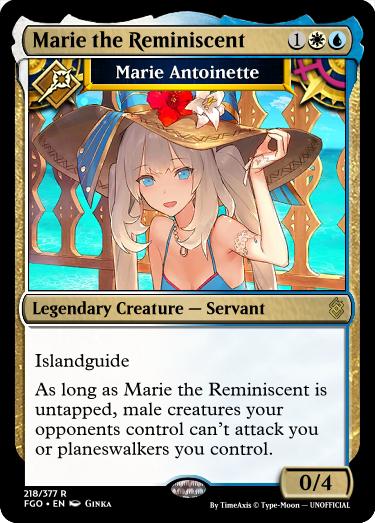 Marie the Reminiscent 1
Marie Antoinette
Legendary Creature — Servant
Islandguide
As long as Marie the Reminiscent is
untapped, male creatures your
opponents control can't attack you
or planeswalkers you control.
0/4
218/377 R
FGO • EN Ginka
By TimeAxis © Type-Moon — UNOFFICIAL